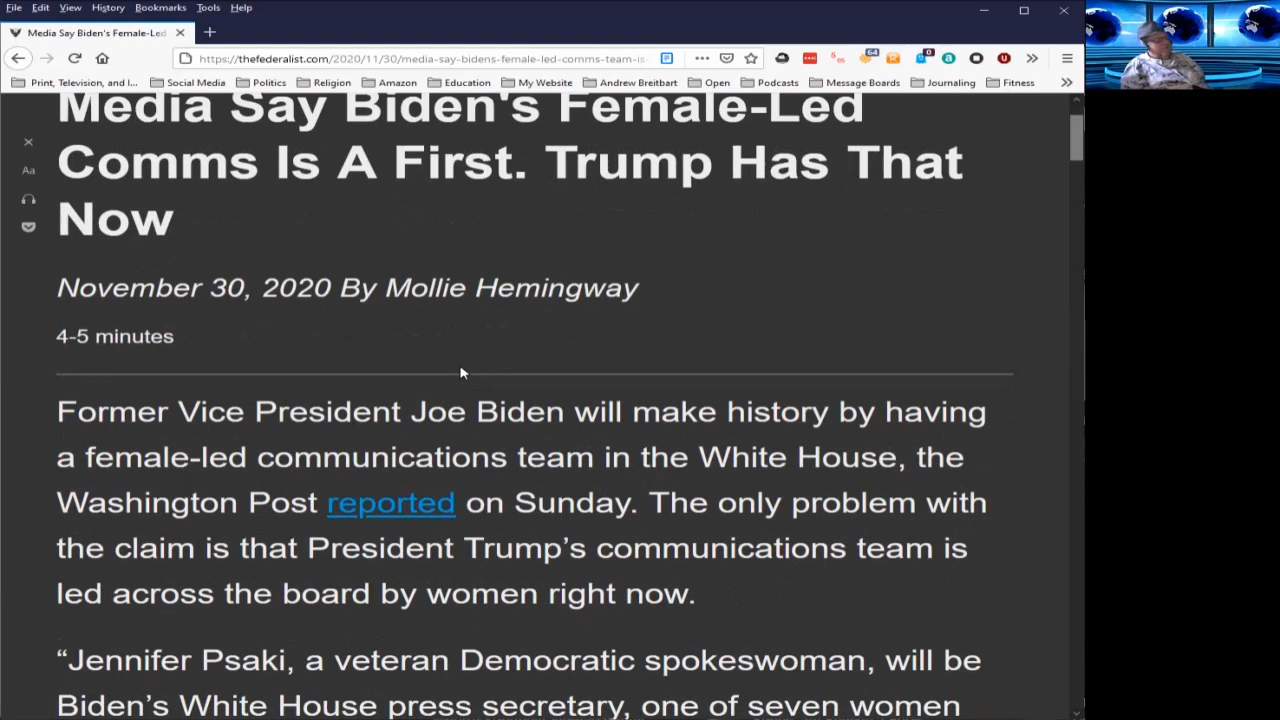 File Edit View History Bookmarks Tools Help
Media Say Biden's Female-Led
https://thefederalist.com/2020/11/30/media-say-bidens-female-led-comms-team-is
64
0
Print, Television, and I... Social Media Politics Religion Amazon Education My Website Andrew Breitbart Open Podcasts Message Boards Journaling Fitness
Media Say Biden's Female-Led
Comms Is A First. Trump Has That
Now
Aa
November 30, 2020 By Mollie Hemingway
4-5 minutes
Former Vice President Joe Biden will make history by having
a female-led communications team in the White House, the
Washington Post reported on Sunday. The only problem with
the claim is that President Trump’s communications team is
led across the board by women right now.
“Jennifer Psaki, a veteran Democratic spokeswoman, will be
Biden’s White House press secretary, one of seven women